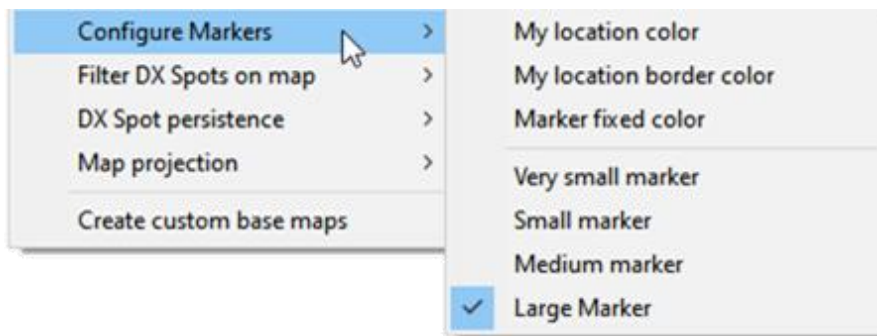 Configure Markers
Filter DX Spots on map
DX Spot persistence
Map projection
Create custom base maps
My location color
My location border color
Marker fixed color
Very small marker
Small marker
Medium marker
Large Marker